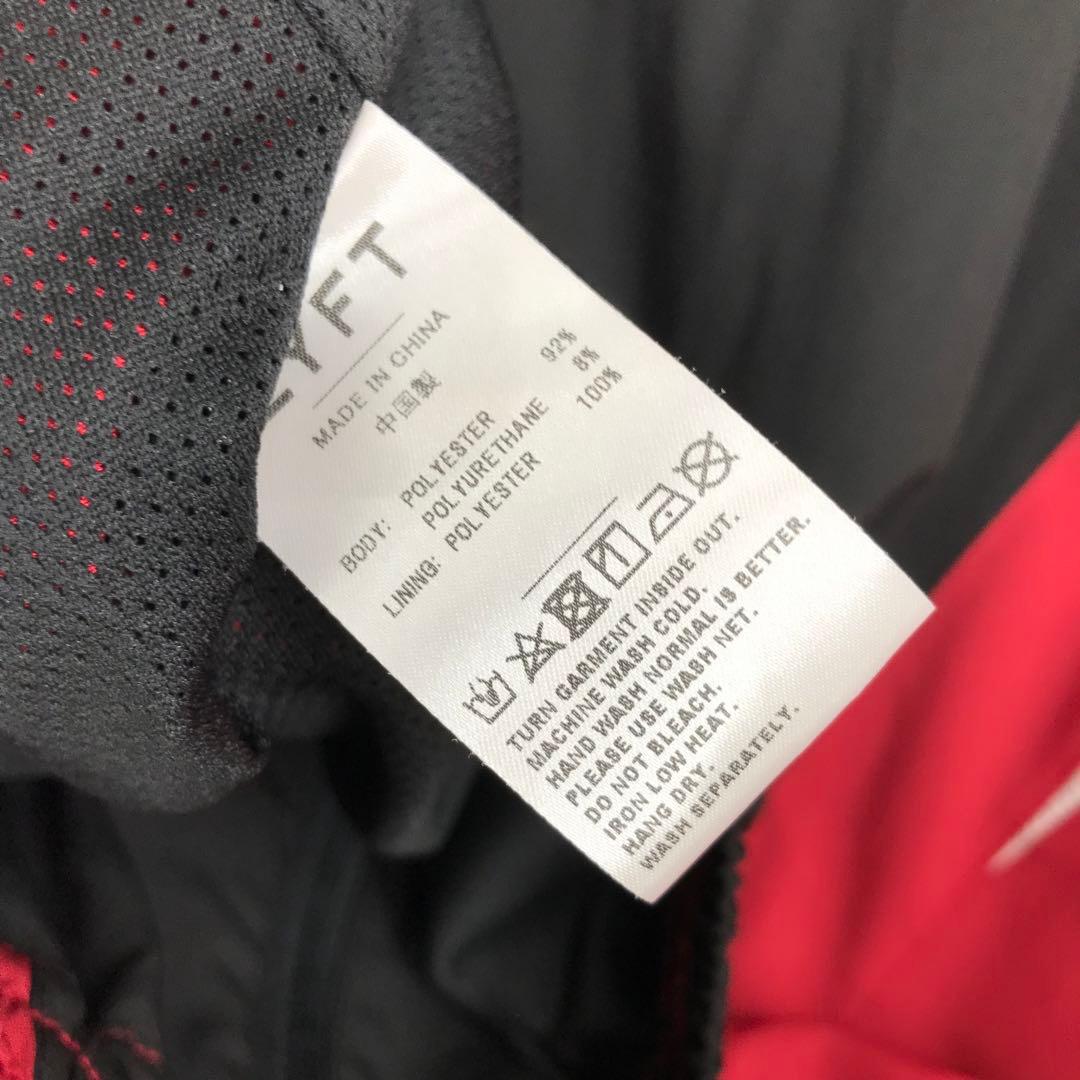 LYFT
MADE IN CHINA
中国製
BODY: POLYESTER 92%
POLYURETHANE 8%
LINING: POLYESTER 100%
TURN GARMENT INSIDE OUT.
MACHINE WASH COLD.
HAND WASH NORMAL IS BETTER.
PLEASE USE WASH NET.
DO NOT BLEACH.
IRON LOW HEAT.
HANG DRY.
WASH SEPARATELY.